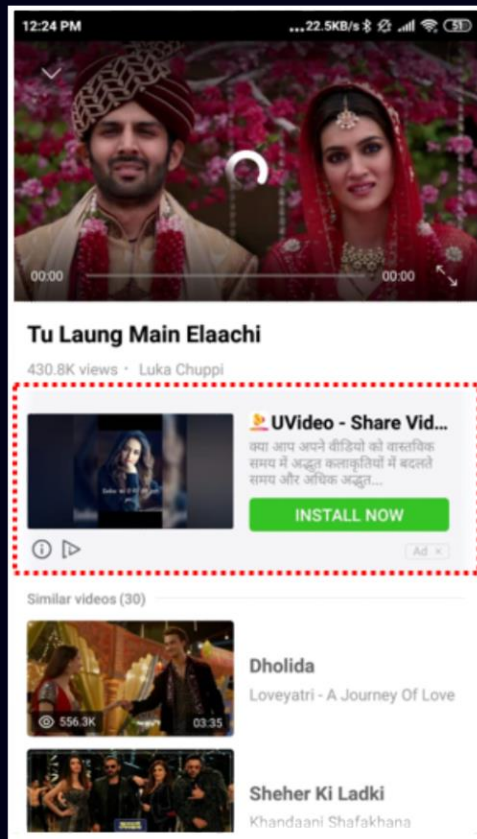 12:24 PM
...22.5KB/s 51
00:00 00:00
Tu Laung Main Elaachi
430.8K views · Luka Chuppi
UVideo - Share Vid...
क्या आप अपने वीडियो को वास्तविक
समय में अद्भुत कलाकृतियों में बदलते
समय और अधिक अद्भुत...
INSTALL NOW
Ad ×
Similar videos (30)
556.3K 03:35
Dholida
Loveyatri - A Journey Of Love
Sheher Ki Ladki
Khandaani Shafakhana